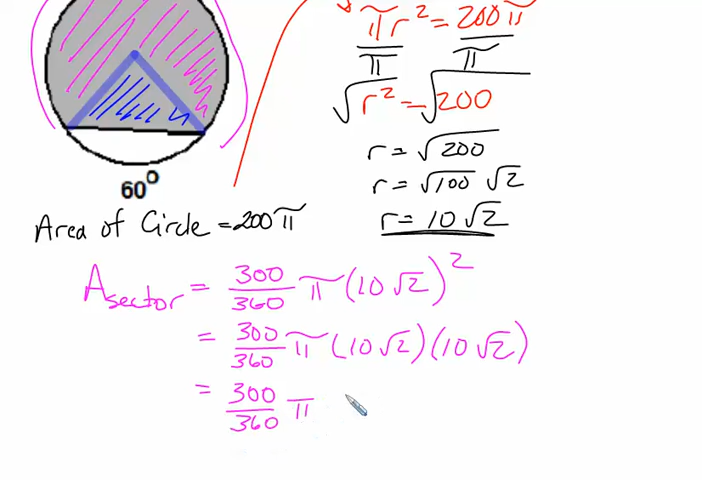 πr² = 200π
π π
√r² = √200
r = √200
r = √100 √2
r = 10√2
60°
Area of Circle = 200π
A sector = 300/360 π (10√2)²
= 300/360 π (10√2)(10√2)
= 300/360 π